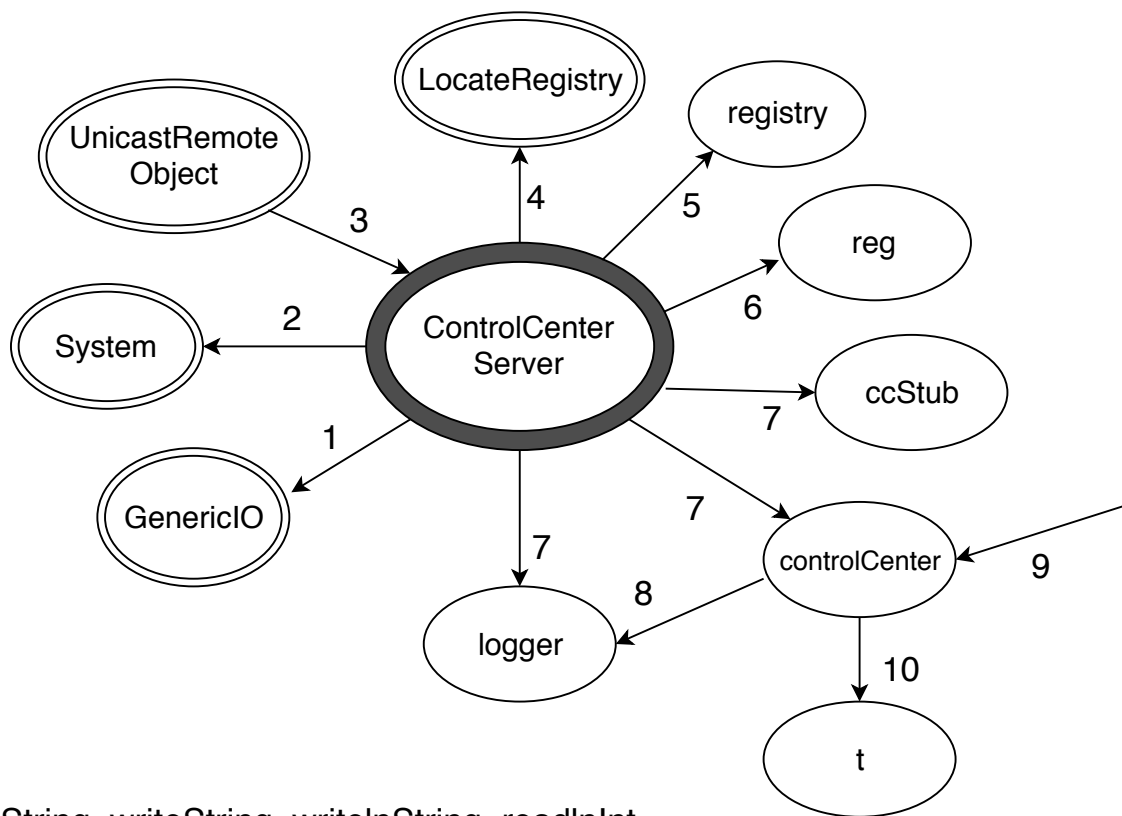 LocateRegistry
registry
UnicastRemote
Object
3
4
5
reg
6
System
2
ControlCenter
Server
ccStub
7
1
GenericIO
7
7
controlCenter
9
8
logger
10
t